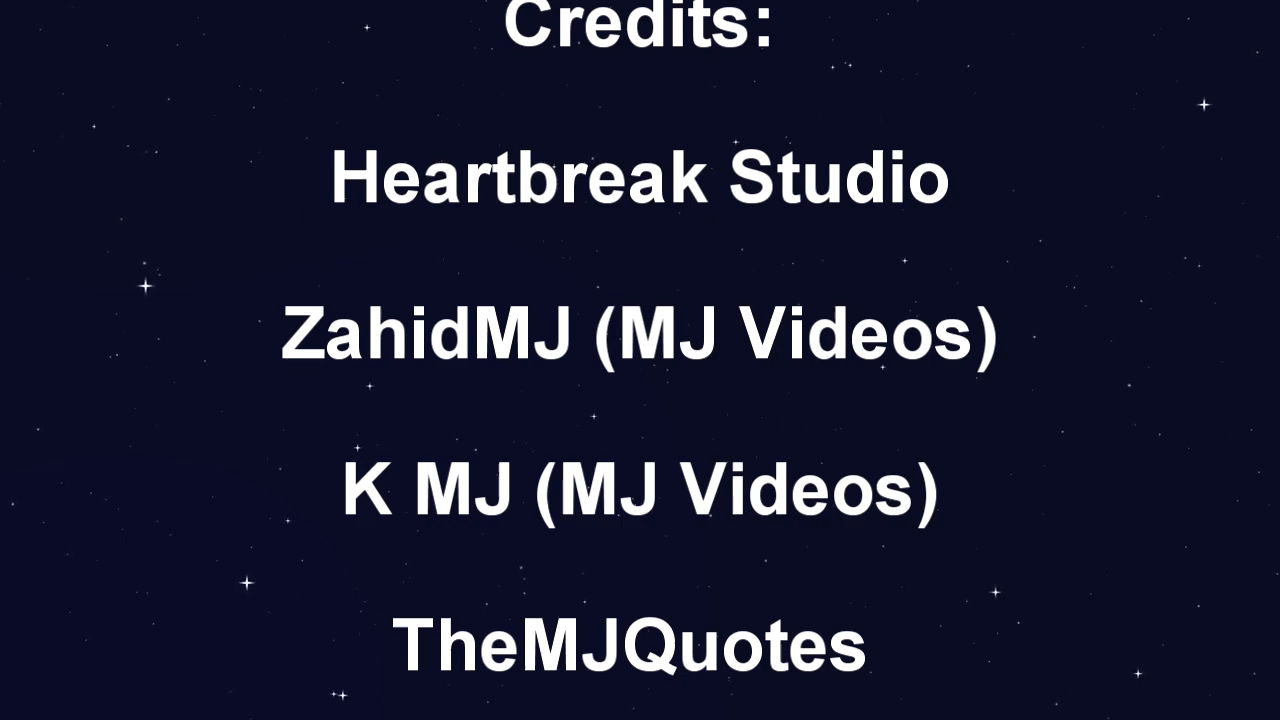 Credits:
Heartbreak Studio
ZahidMJ (MJ Videos)
K MJ (MJ Videos)
TheMJQuotes